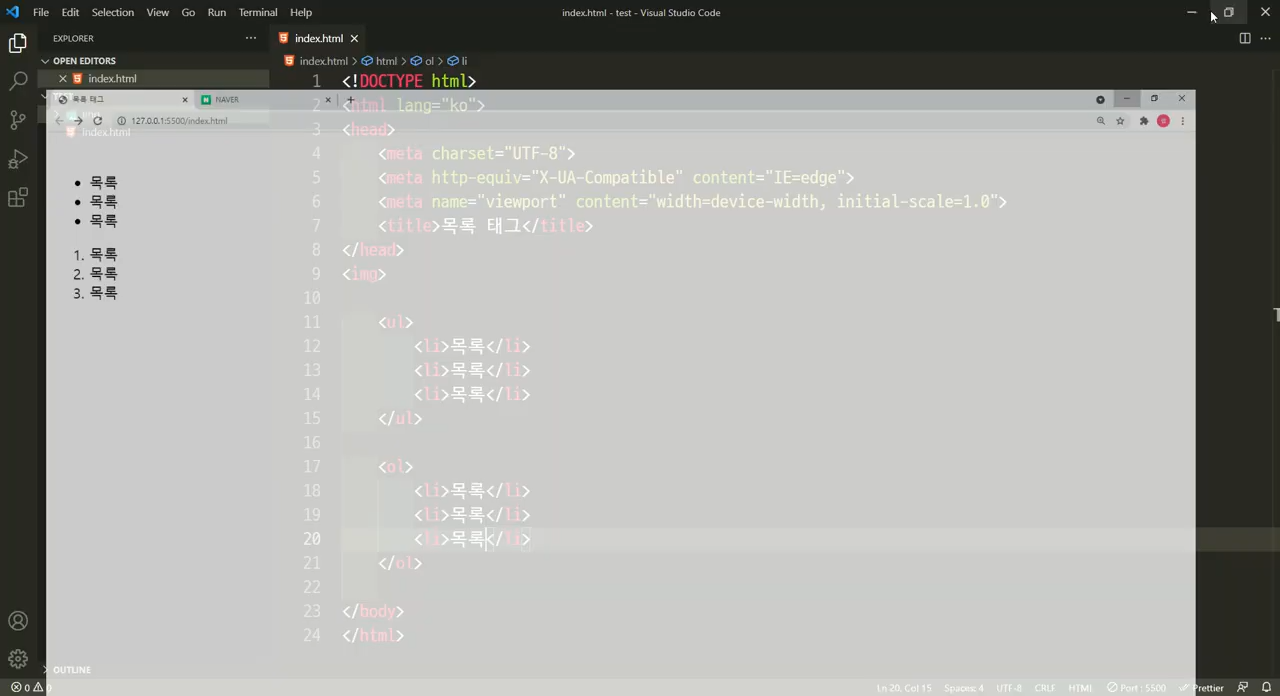 File Edit Selection View Go Run Terminal Help index.html - test - Visual Studio Code
EXPLORER
OPEN EDITORS
index.html
index.html
index.html > html > ol > li
목록 태그 NAVER
127.0.0.1:5500/index.html
index.html
1 <!DOCTYPE html>
2 <html lang="ko">
3 <head>
4 <meta charset="UTF-8">
5 <meta http-equiv="X-UA-Compatible" content="IE=edge">
6 <meta name="viewport" content="width=device-width, initial-scale=1.0">
7 <title>목록 태그</title>
8 </head>
9 <img>
10
11 <ul>
12 <li>목록</li>
13 <li>목록</li>
14 <li>목록</li>
15 </ul>
16
17 <ol>
18 <li>목록</li>
19 <li>목록</li>
20 <li>목록</li>
21 </ol>
22
23 </body>
24 </html>
• 목록
• 목록
• 목록
1. 목록
2. 목록
3. 목록
OUTLINE
0 0 Ln 20, Col 15 Spaces: 4 UTF-8 CRLF HTML Port : 5500 Prettier